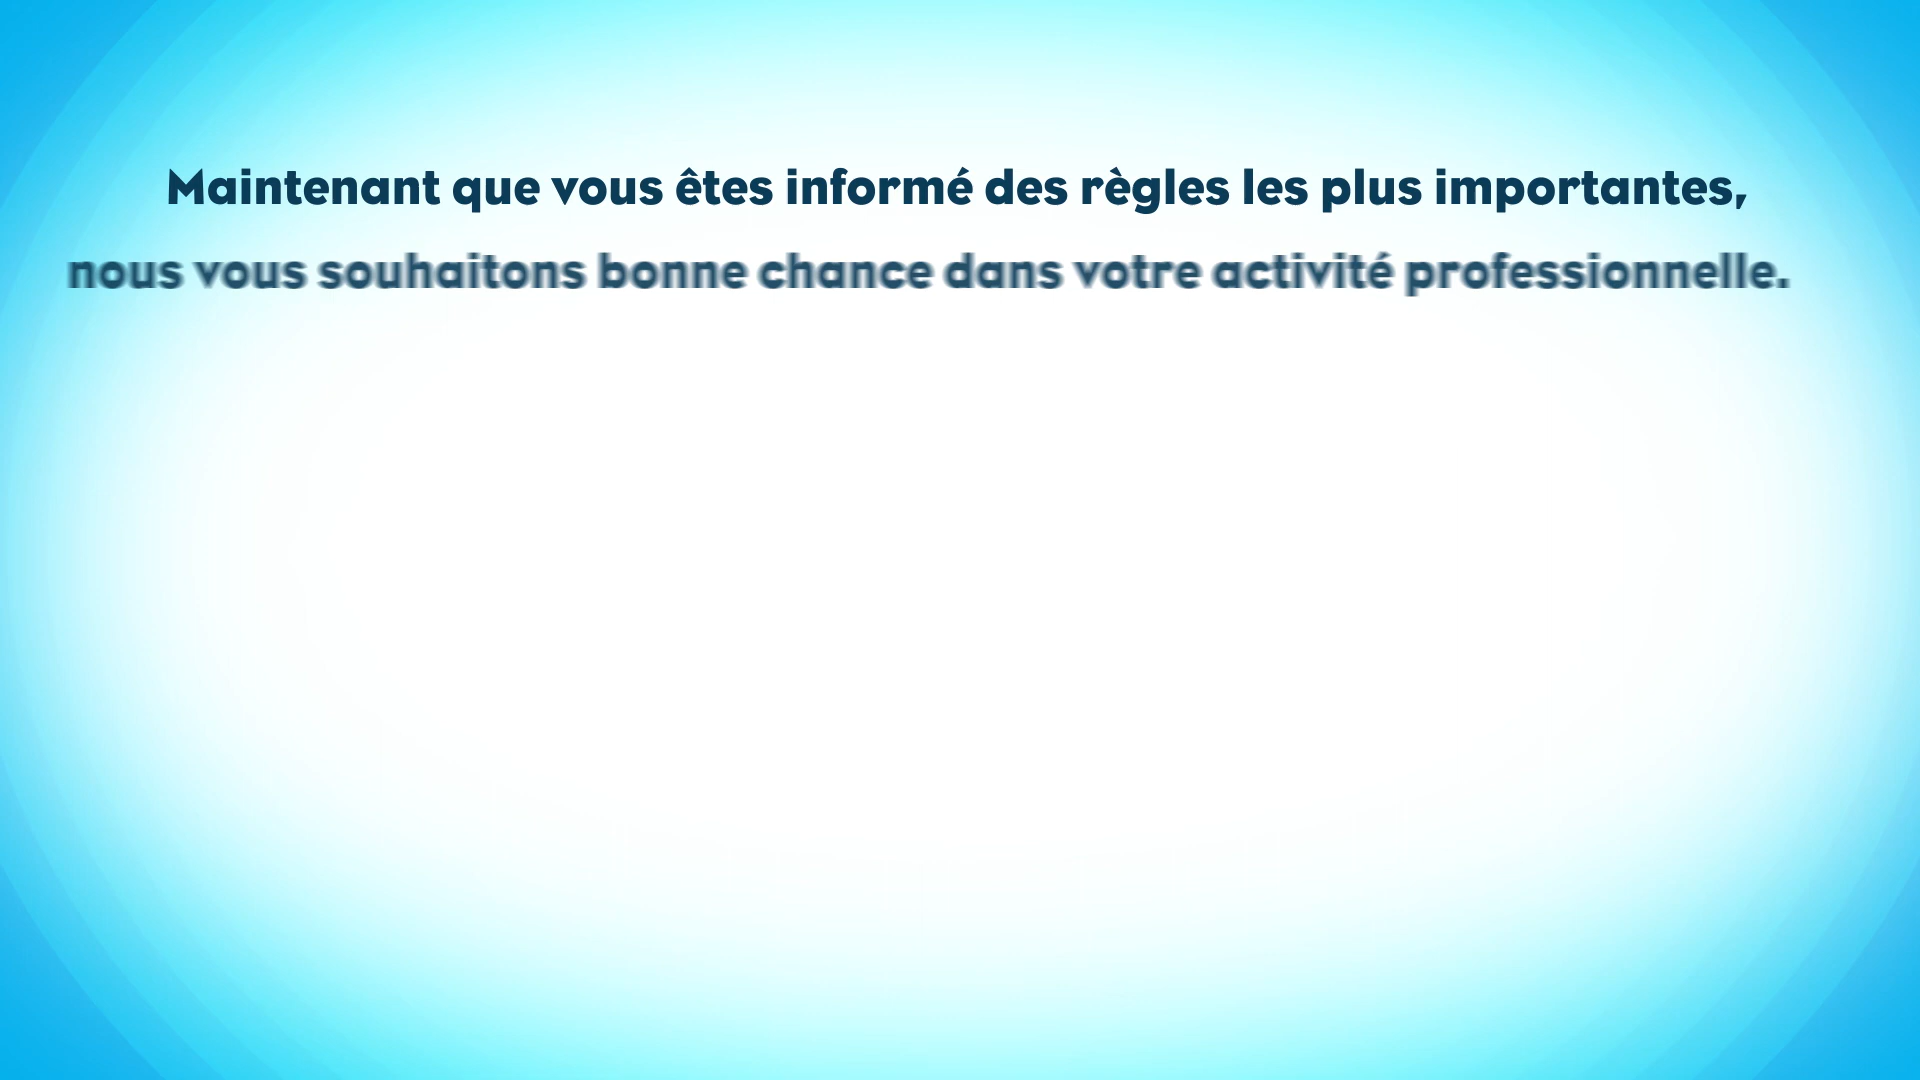 Maintenant que vous êtes informé des règles les plus importantes,
nous vous souhaitons bonne chance dans votre activité professionnelle.